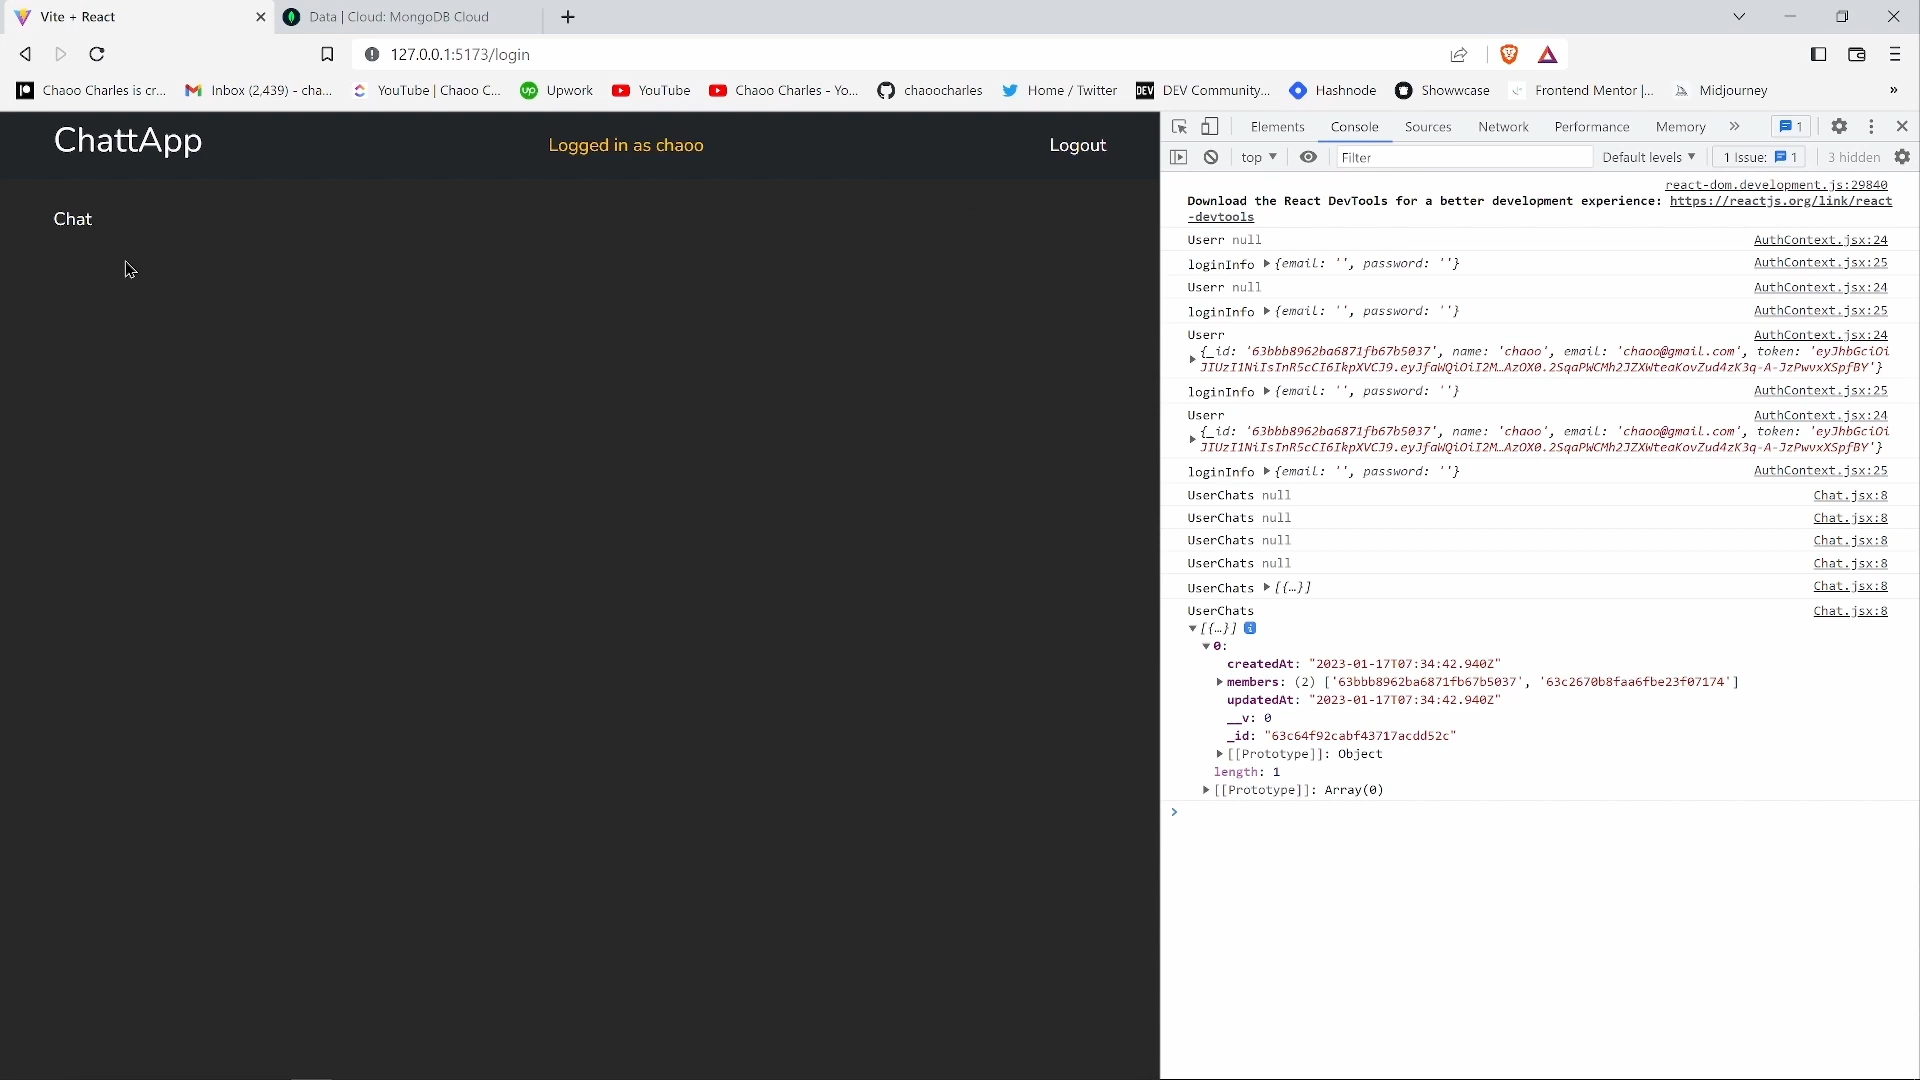 Vite + React
Data | Cloud: MongoDB Cloud
127.0.0.1:5173/login
Chaoo Charles is cr...
Inbox (2,439) - cha...
YouTube | Chaoo C...
Upwork
YouTube
Chaoo Charles - Yo...
chaoocharles
Home / Twitter
DEV Community...
Hashnode
Showwcase
Frontend Mentor |...
Midjourney
»
ChattApp
Logged in as chaoo
Logout
Chat
Elements
Console
Sources
Network
Performance
Memory
1
top
Filter
Default levels
1 Issue: 1
3 hidden
react-dom.development.js:29840
Download the React DevTools for a better development experience: https://reactjs.org/link/react
-devtools
Userr null AuthContext.jsx:24
loginInfo {email: '', password: ''} AuthContext.jsx:25
Userr null AuthContext.jsx:24
loginInfo {email: '', password: ''} AuthContext.jsx:25
Userr AuthContext.jsx:24
{_id: '63bbb8962ba6871fb67b5037', name: 'chaoo', email: 'chaoo@gmail.com', token: 'eyJhbGciOi
JIUzI1NiIsInR5cCI6IkpXVCJ9.eyJfaWQiOiI2M…AzOX0.2SqaPWCMh2JZXWteaKovZud4zK3q-A-JzPwvxXSpfBY'}
loginInfo {email: '', password: ''} AuthContext.jsx:25
Userr AuthContext.jsx:24
{_id: '63bbb8962ba6871fb67b5037', name: 'chaoo', email: 'chaoo@gmail.com', token: 'eyJhbGciOi
JIUzI1NiIsInR5cCI6IkpXVCJ9.eyJfaWQiOiI2M…AzOX0.2SqaPWCMh2JZXWteaKovZud4zK3q-A-JzPwvxXSpfBY'}
loginInfo {email: '', password: ''} AuthContext.jsx:25
UserChats null Chat.jsx:8
UserChats null Chat.jsx:8
UserChats null Chat.jsx:8
UserChats null Chat.jsx:8
UserChats [{…}] Chat.jsx:8
UserChats Chat.jsx:8
[{…}] i
0:
createdAt: "2023-01-17T07:34:42.940Z"
members: (2) ['63bbb8962ba6871fb67b5037', '63c2670b8faa6fbe23f07174']
updatedAt: "2023-01-17T07:34:42.940Z"
__v: 0
_id: "63c64f92cabf43717acdd52c"
[[Prototype]]: Object
length: 1
[[Prototype]]: Array(0)